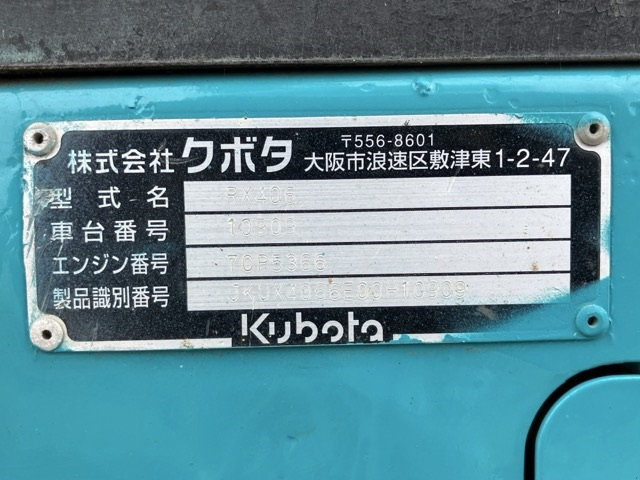 〒556-8601
株式会社クボタ 大阪市浪速区敷津東1-2-47
型式名 RX406
車台番号 10909
エンジン番号
製品識別番号
Kubota